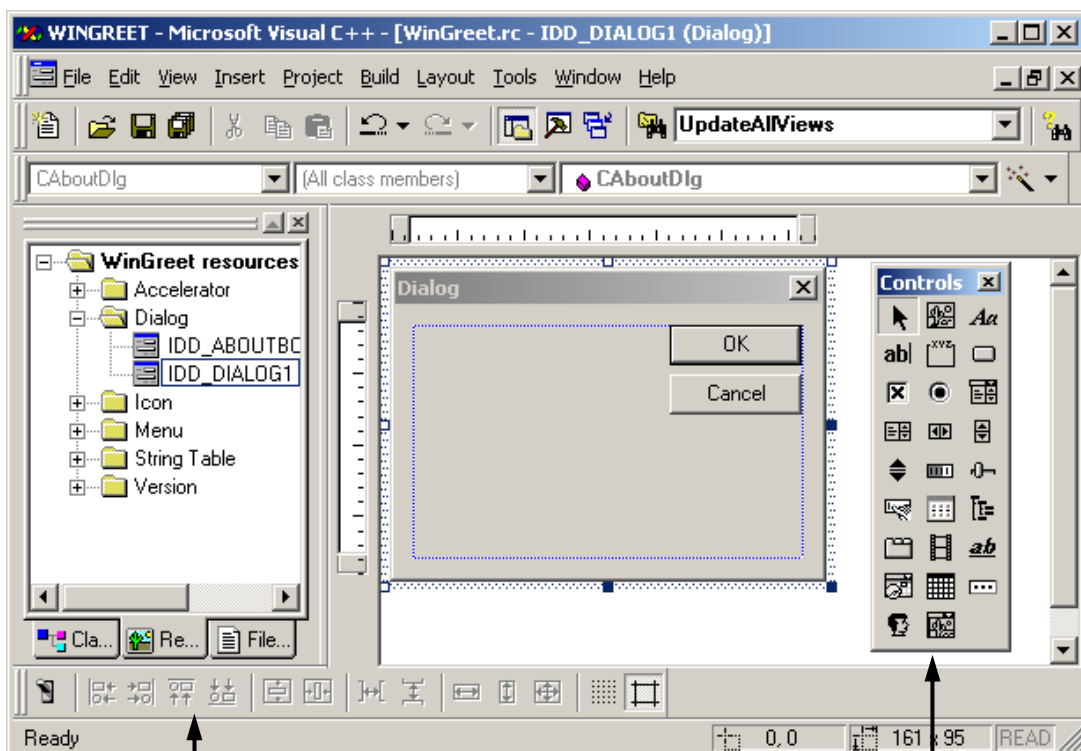 WINGREET - Microsoft Visual C++ - [WinGreet.rc - IDD_DIALOG1 (Dialog)]
File Edit View Insert Project Build Layout Tools Window Help
UpdateAllViews
CAboutDlg (All class members) CAboutDlg
WinGreet resources
Accelerator
Dialog
IDD_ABOUTBO
IDD_DIALOG1
Icon
Menu
String Table
Version
Cla... Re... File...
Dialog
OK
Cancel
Controls
Aa
ab|
XYZ
ab
Ready 0, 0 161 x 95 READ